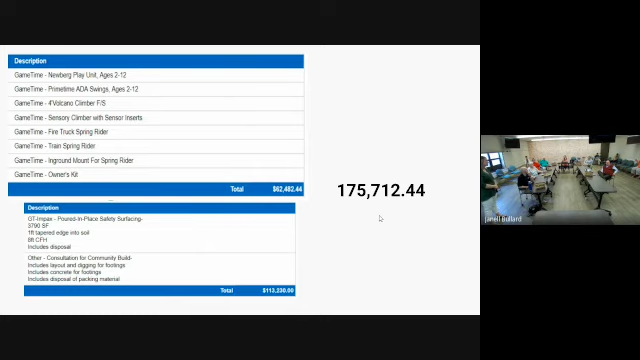 Description
GameTime - Newberg Play Unit, Ages 2-12
GameTime - Primetime ADA Swings, Ages 2-12
GameTime - 4'Volcano Climber F/S
GameTime - Sensory Climber with Sensor Inserts
GameTime - Fire Truck Spring Rider
GameTime - Train Spring Rider
GameTime - Inground Mount For Spring Rider
GameTime - Owner's Kit
Total $62,482.44
Description
GT-Impax - Poured-In-Place Safety Surfacing-
3790 SF
1ft tapered edge into soil
8ft CFH
Includes disposal
Other - Consultation for Community Build-
Includes layout and digging for footings
Includes concrete for footings
Includes disposal of packing material
Total $113,230.00
175,712.44
Janell Bullard